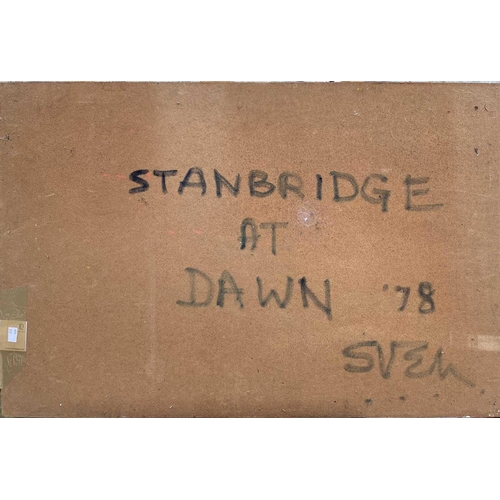 STANBRIDGE
AT
DAWN '78
SVEN